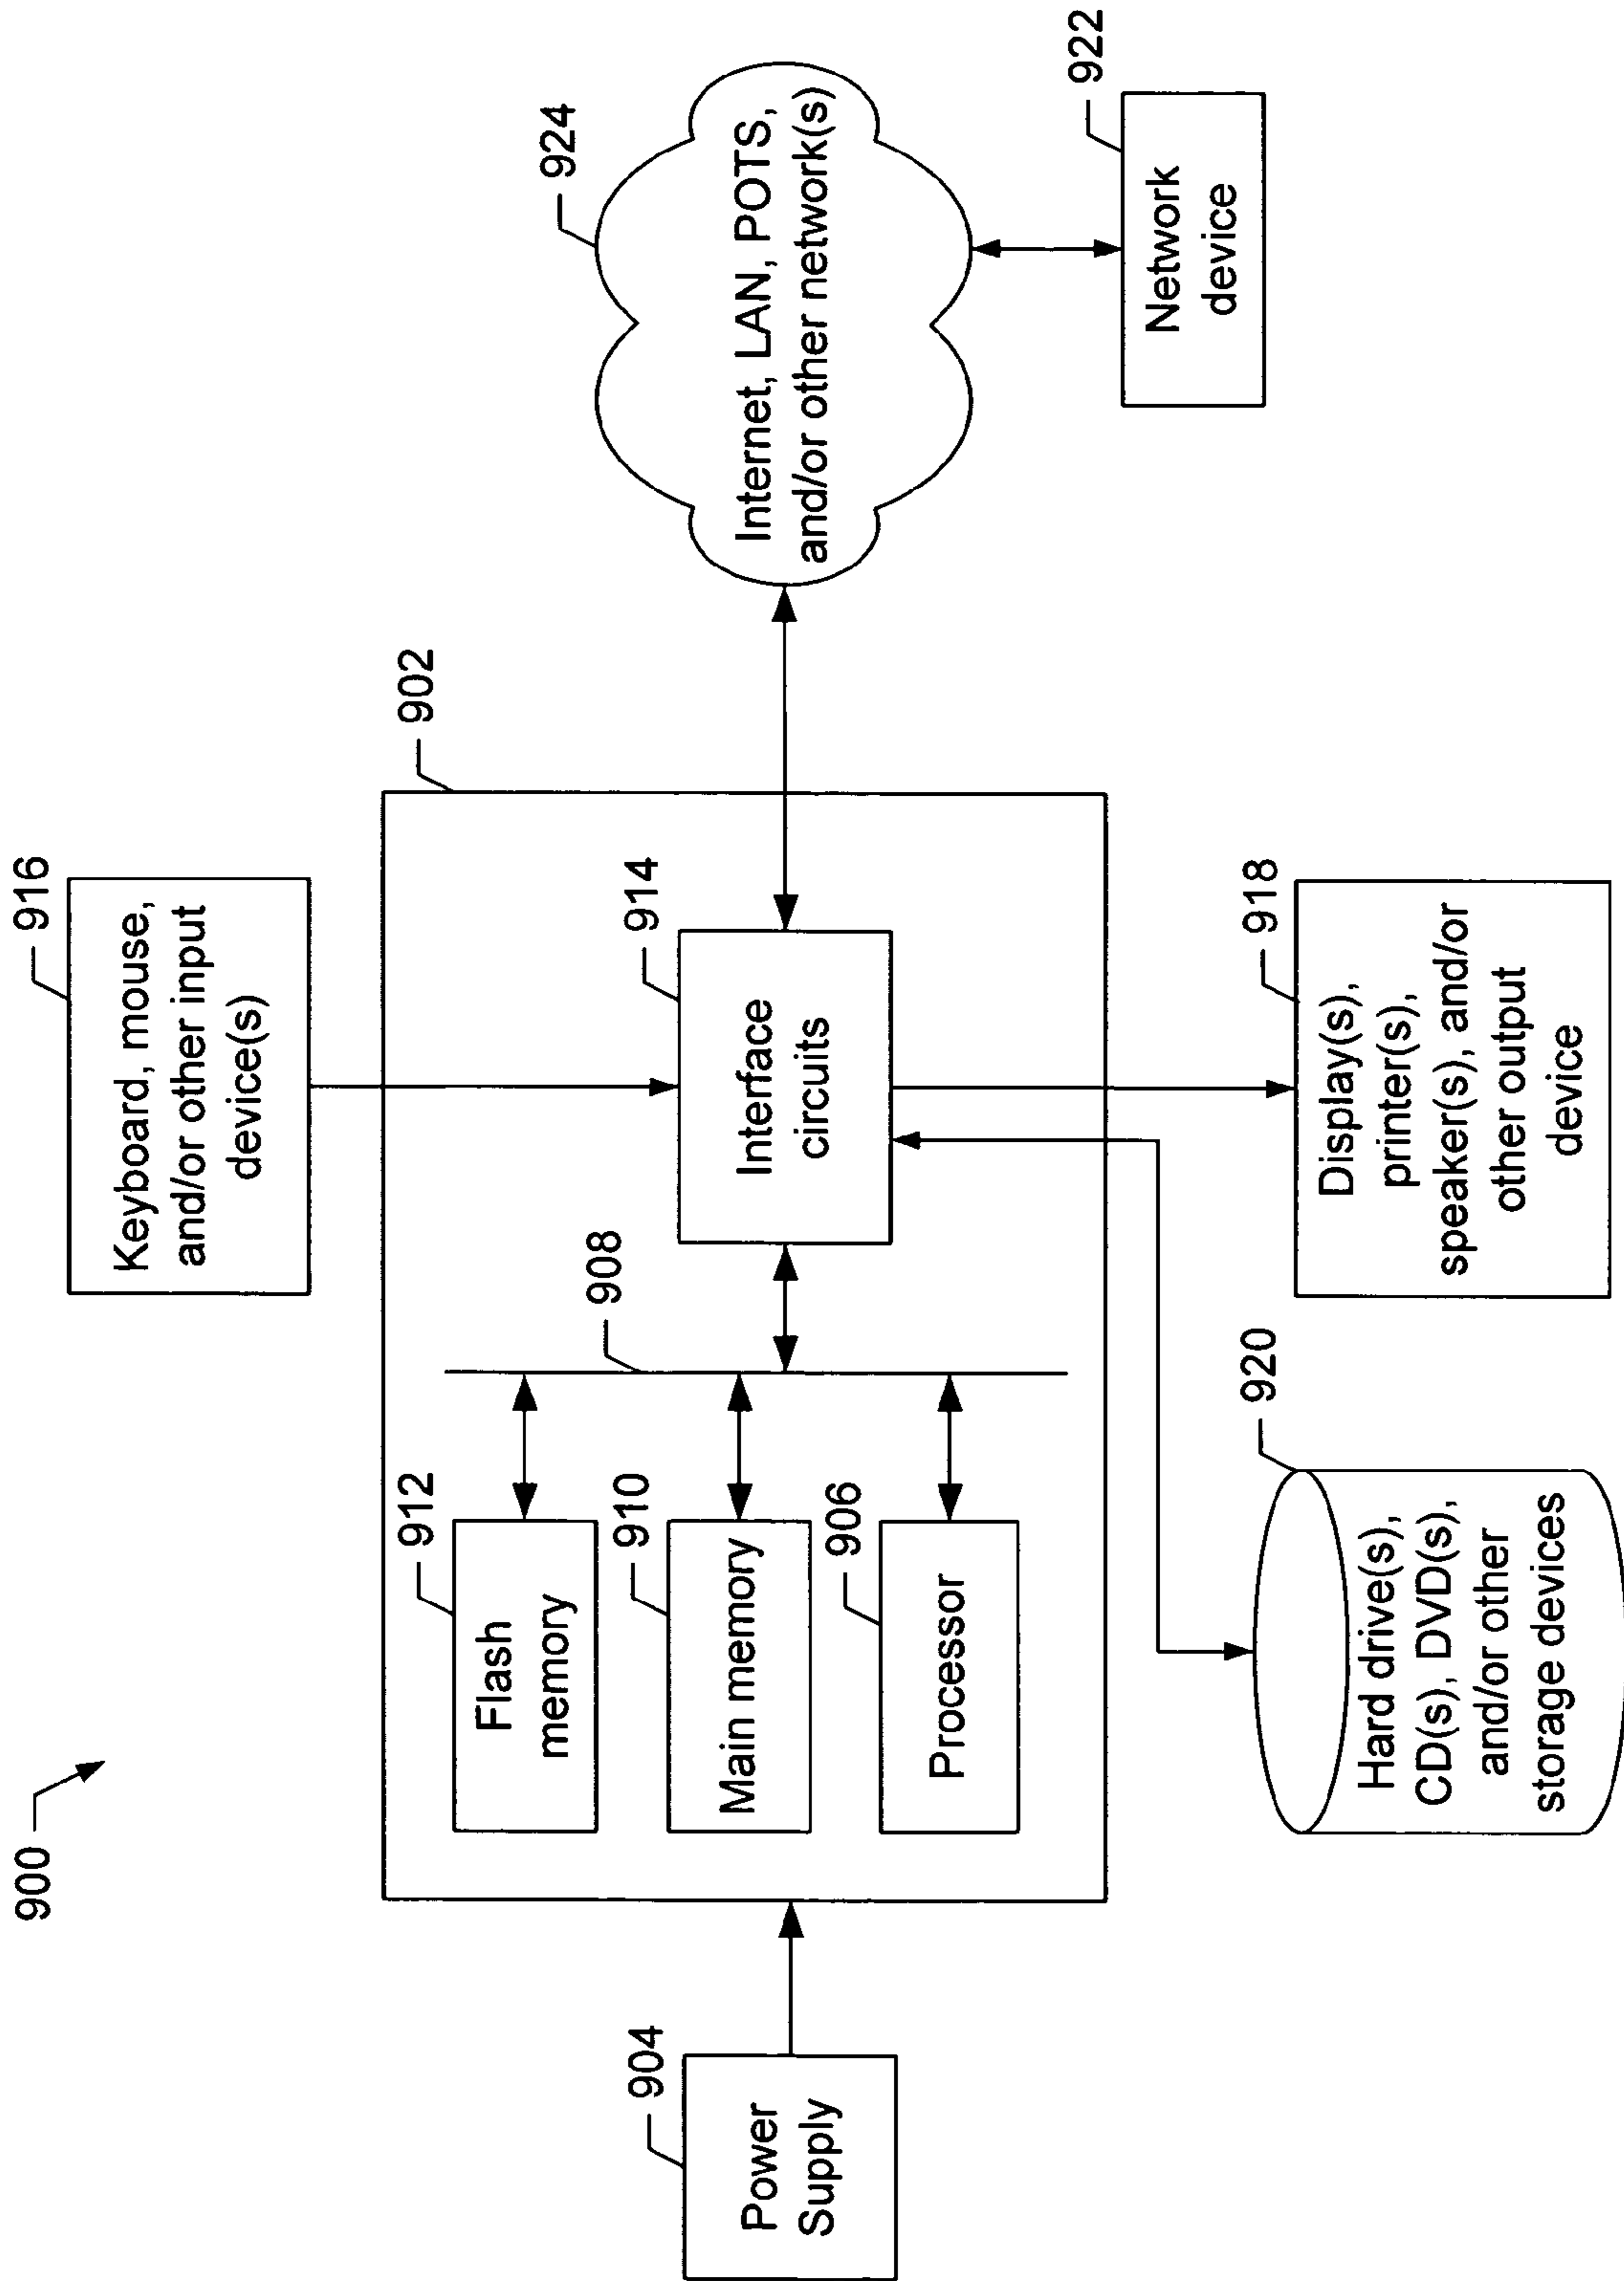 900
916
Keyboard, mouse,
and/or other input
device(s)
902
924
Internet, LAN, POTS,
and/or other network(s)
904
Power
Supply
912
Flash
memory
910
Main memory
906
Processor
908
914
Interface
circuits
922
Network
device
920
Hard drive(s),
CD(s), DVD(s),
and/or other
storage devices
918
Display(s),
printer(s),
speaker(s), and/or
other output
device